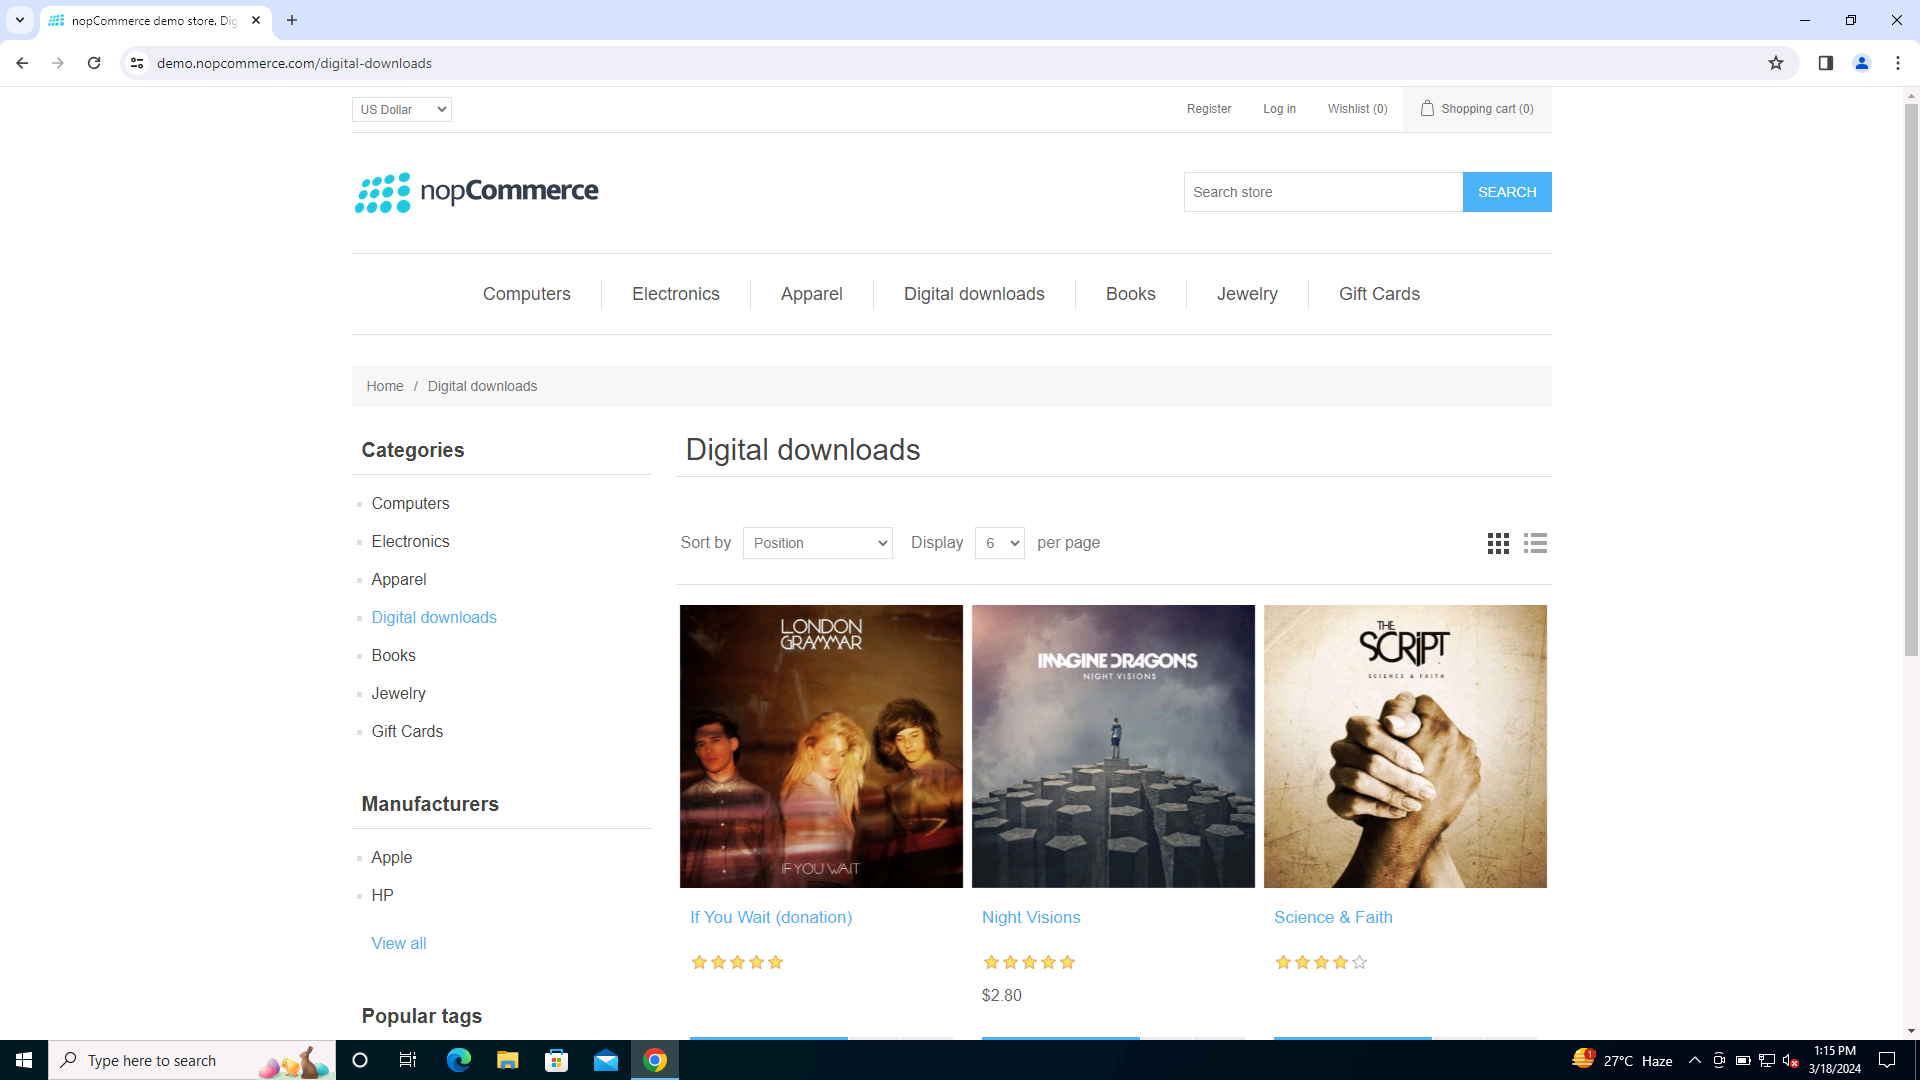 nopCommerce demo store. Dig
demo.nopcommerce.com/digital-downloads
US Dollar
Register
Log in
Wishlist (0)
Shopping cart (0)
nopCommerce
Search store
SEARCH
Computers
Electronics
Apparel
Digital downloads
Books
Jewelry
Gift Cards
Home / Digital downloads
Categories
Computers
Electronics
Apparel
Digital downloads
Books
Jewelry
Gift Cards
Manufacturers
Apple
HP
View all
Popular tags
Digital downloads
Sort by Position Display 6 per page
LONDON
GRAMMAR
IF YOU WAIT
IMAGINE DRAGONS
NIGHT VISIONS
THE
SCRIPT
SCIENCE & FAITH
If You Wait (donation)
Night Visions
$2.80
Science & Faith
Type here to search
1
27°C Haze
1:15 PM
3/18/2024